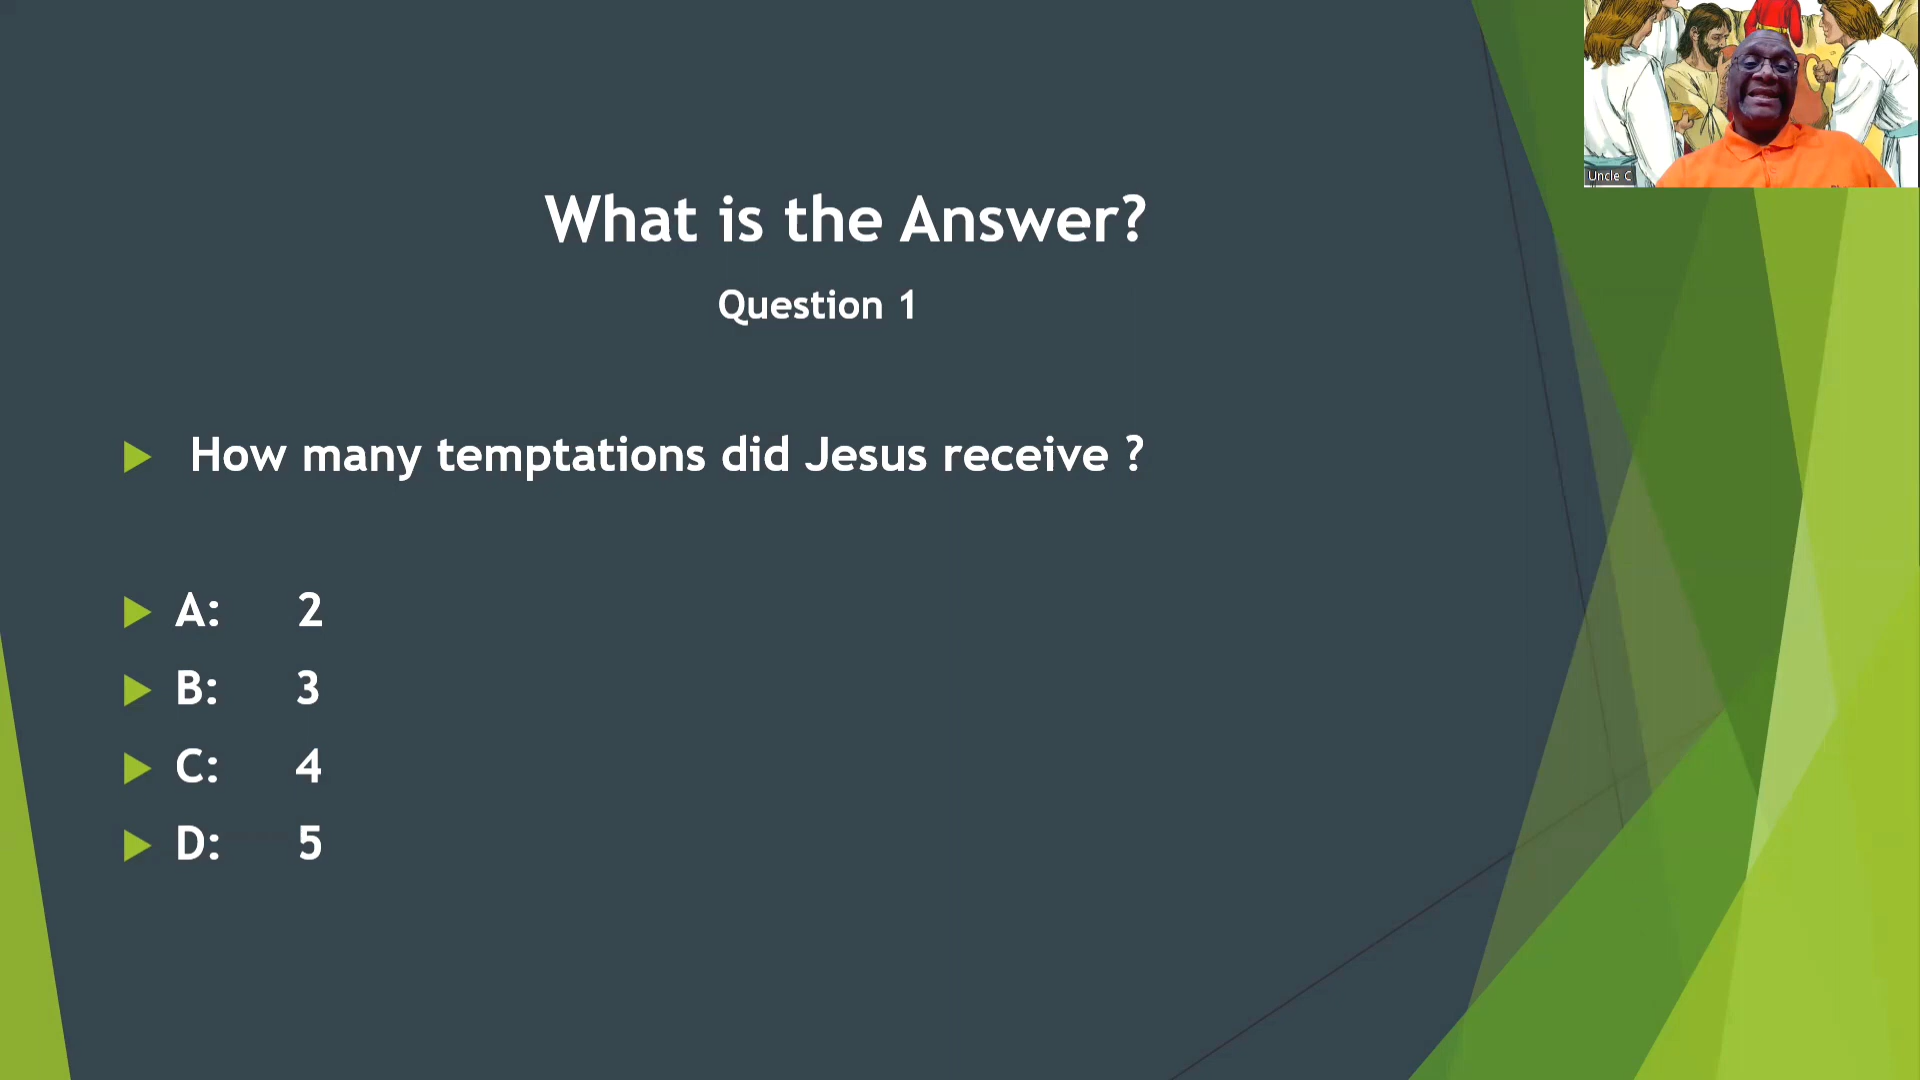 What is the Answer?
Question 1
How many temptations did Jesus receive ?
A: 2
B: 3
C: 4
D: 5
Uncle C